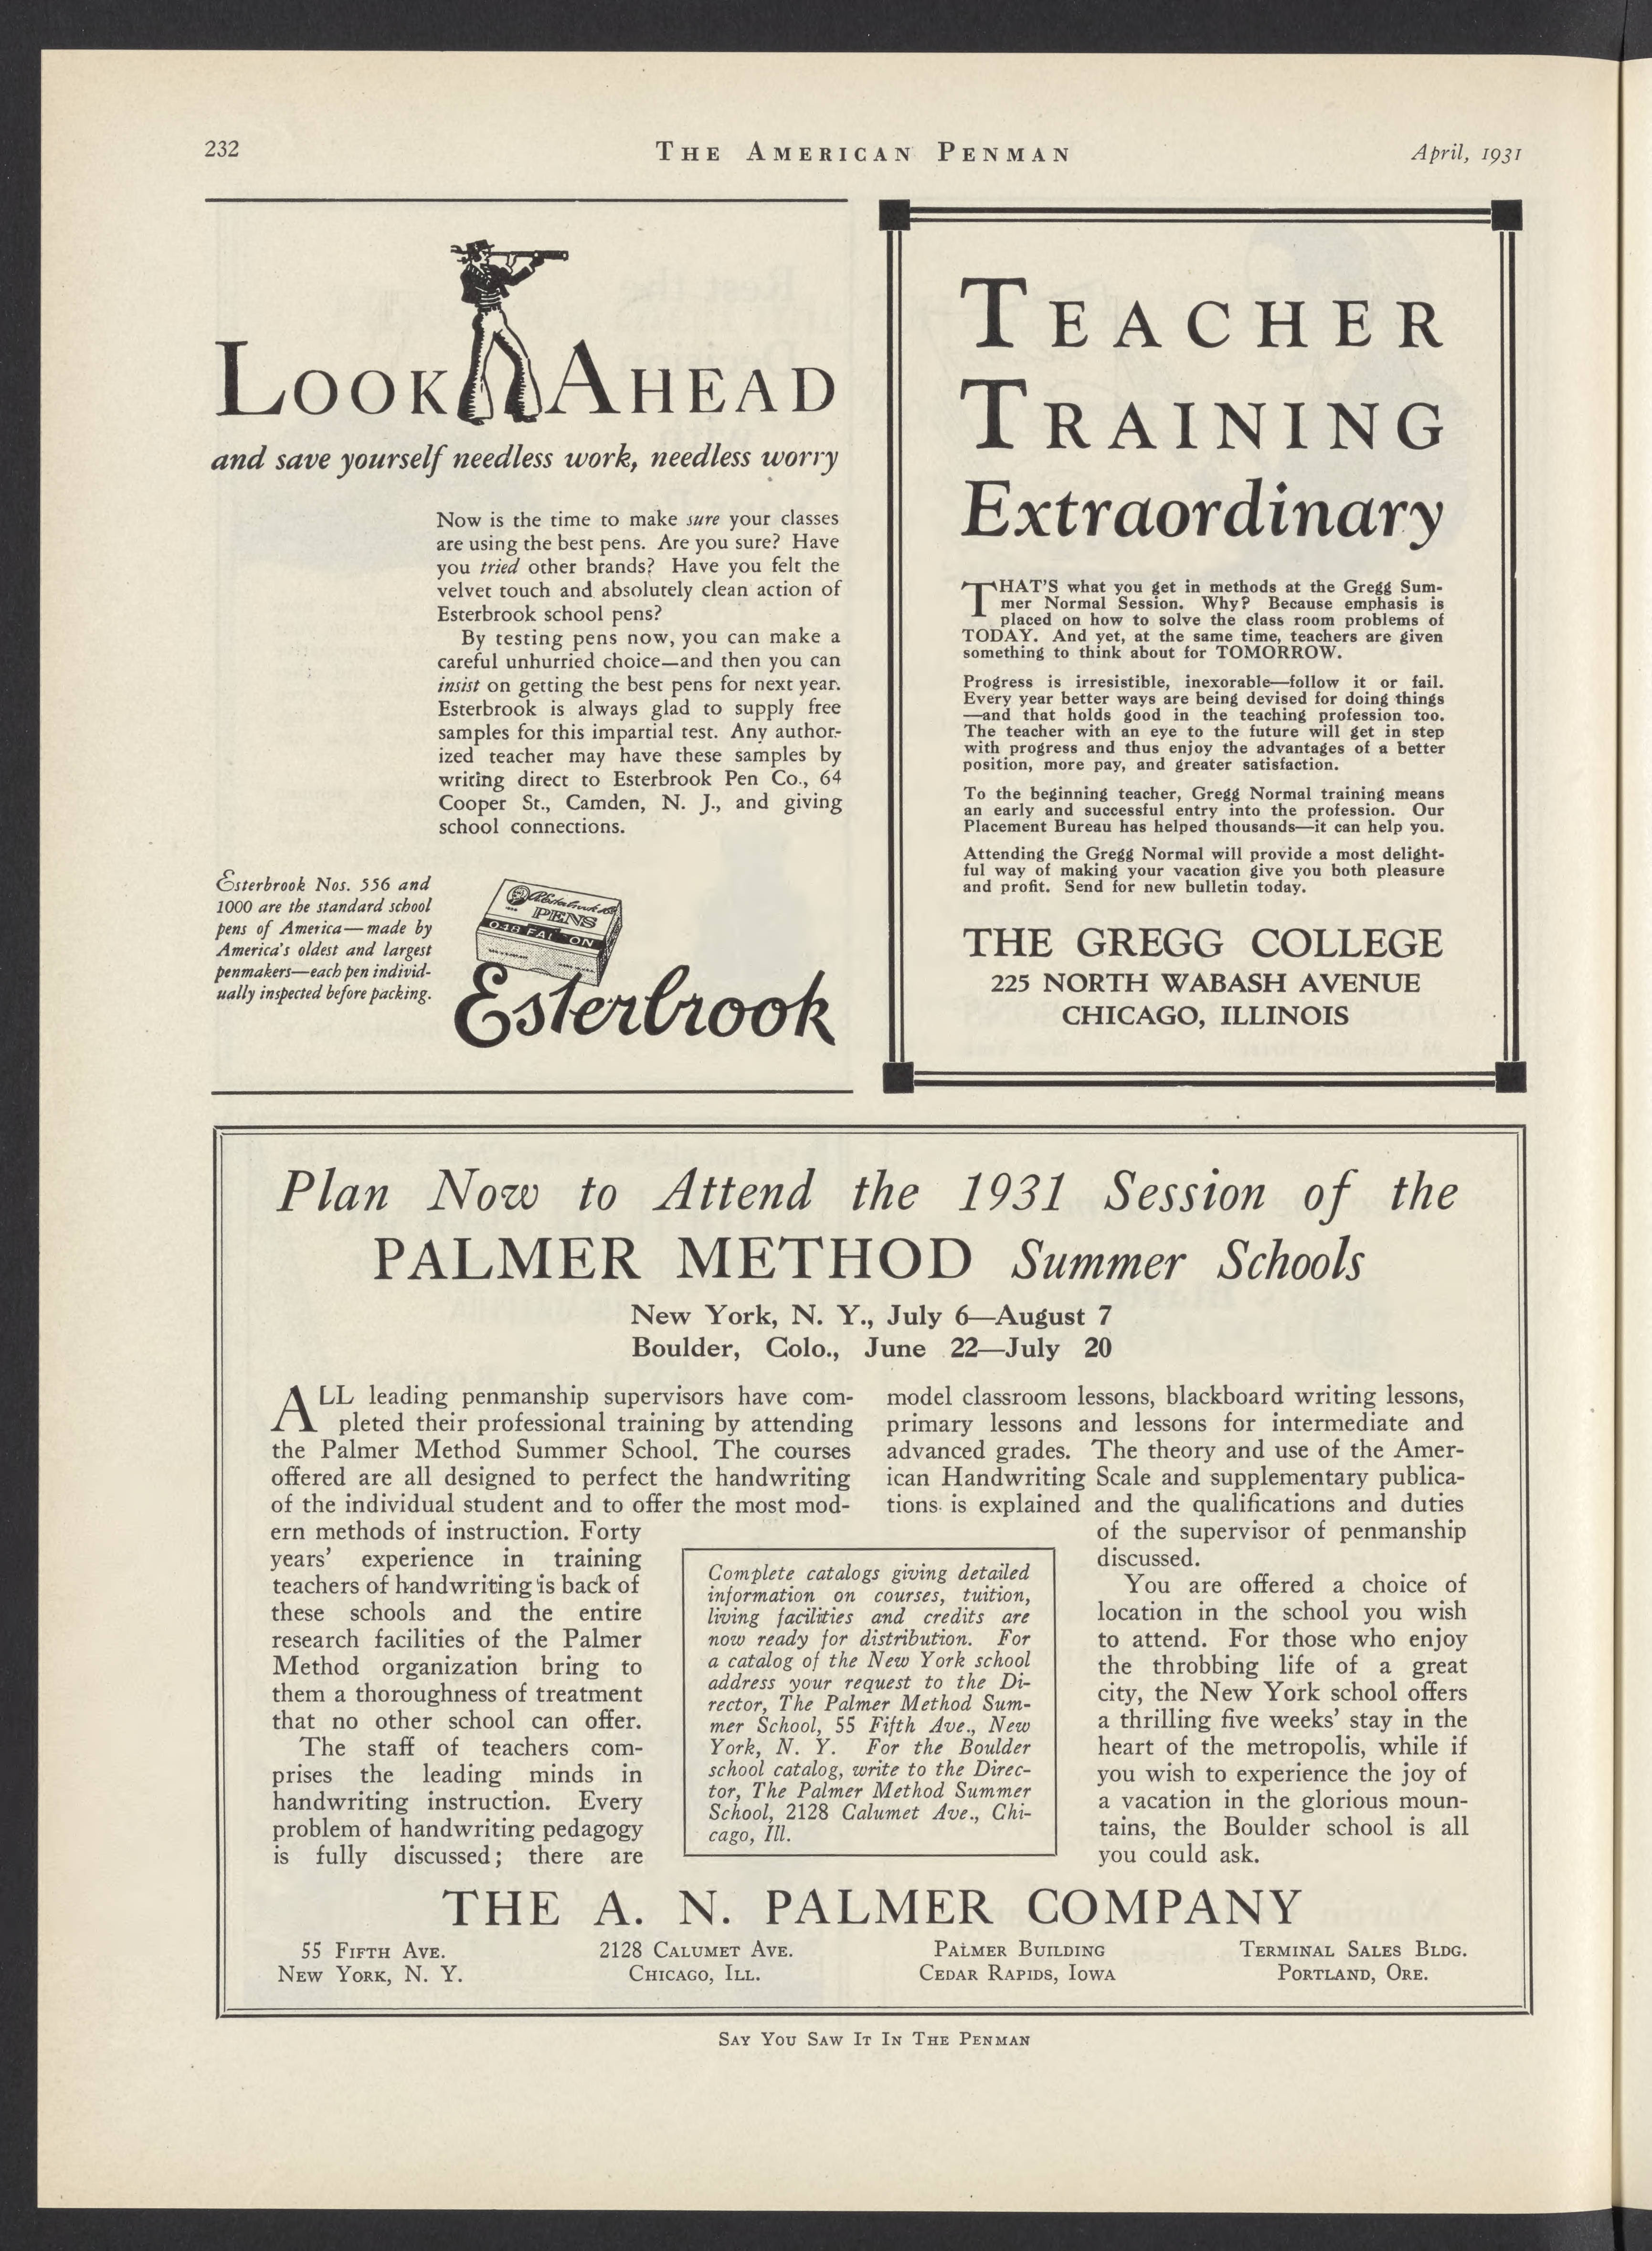 232
THE AMERICAN PENMAN
April, 1931
LOOK AHEAD
and save yourself needless work, needless worry
Now is the time to make sure your classes
are using the best pens. Are you sure? Have
you tried other brands? Have you felt the
velvet touch and absolutely clean action of
Esterbrook school pens?
By testing pens now, you can make a
careful unhurried choice—and then you can
insist on getting the best pens for next year.
Esterbrook is always glad to supply free
samples for this impartial test. Any author-
ized teacher may have these samples by
writing direct to Esterbrook Pen Co., 64
Cooper St., Camden, N. J., and giving
school connections.
Esterbrook Nos. 556 and
1000 are the standard school
pens of America—made by
America's oldest and largest
penmakers—each pen individ-
ually inspected before packing.
PENS
Esterbrook
TEACHER
TRAINING
Extraordinary
THAT'S what you get in methods at the Gregg Sum-
mer Normal Session. Why? Because emphasis is
placed on how to solve the class room problems of
TODAY. And yet, at the same time, teachers are given
something to think about for TOMORROW.
Progress is irresistible, inexorable—follow it or fail.
Every year better ways are being devised for doing things
—and that holds good in the teaching profession too.
The teacher with an eye to the future will get in step
with progress and thus enjoy the advantages of a better
position, more pay, and greater satisfaction.
To the beginning teacher, Gregg Normal training means
an early and successful entry into the profession. Our
Placement Bureau has helped thousands—it can help you.
Attending the Gregg Normal will provide a most delight-
ful way of making your vacation give you both pleasure
and profit. Send for new bulletin today.
THE GREGG COLLEGE
225 NORTH WABASH AVENUE
CHICAGO, ILLINOIS
Plan Now to Attend the 1931 Session of the
PALMER METHOD Summer Schools
New York, N. Y., July 6—August 7
Boulder, Colo., June 22—July 20
ALL leading penmanship supervisors have com-
pleted their professional training by attending
the Palmer Method Summer School. The courses
offered are all designed to perfect the handwriting
of the individual student and to offer the most mod-
ern methods of instruction. Forty
years' experience in training
teachers of handwriting is back of
these schools and the entire
research facilities of the Palmer
Method organization bring to
them a thoroughness of treatment
that no other school can offer.
The staff of teachers com-
prises the leading minds in
handwriting instruction. Every
problem of handwriting pedagogy
is fully discussed; there are
Complete catalogs giving detailed
information on courses, tuition,
living facilities and credits are
now ready for distribution. For
a catalog of the New York school
address your request to the Di-
rector, The Palmer Method Sum-
mer School, 55 Fifth Ave., New
York, N. Y. For the Boulder
school catalog, write to the Direc-
tor, The Palmer Method Summer
School, 2128 Calumet Ave., Chi-
cago, Ill.
model classroom lessons, blackboard writing lessons,
primary lessons and lessons for intermediate and
advanced grades. The theory and use of the Amer-
ican Handwriting Scale and supplementary publica-
tions is explained and the qualifications and duties
of the supervisor of penmanship
discussed.
You are offered a choice of
location in the school you wish
to attend. For those who enjoy
the throbbing life of a great
city, the New York school offers
a thrilling five weeks' stay in the
heart of the metropolis, while if
you wish to experience the joy of
a vacation in the glorious moun-
tains, the Boulder school is all
you could ask.
THE A. N. PALMER COMPANY
55 FIFTH AVE.
NEW YORK, N. Y.
2128 CALUMET AVE.
CHICAGO, ILL.
PALMER BUILDING
CEDAR RAPIDS, IOWA
TERMINAL SALES BLDG.
PORTLAND, ORE.
SAY YOU SAW IT IN THE PENMAN